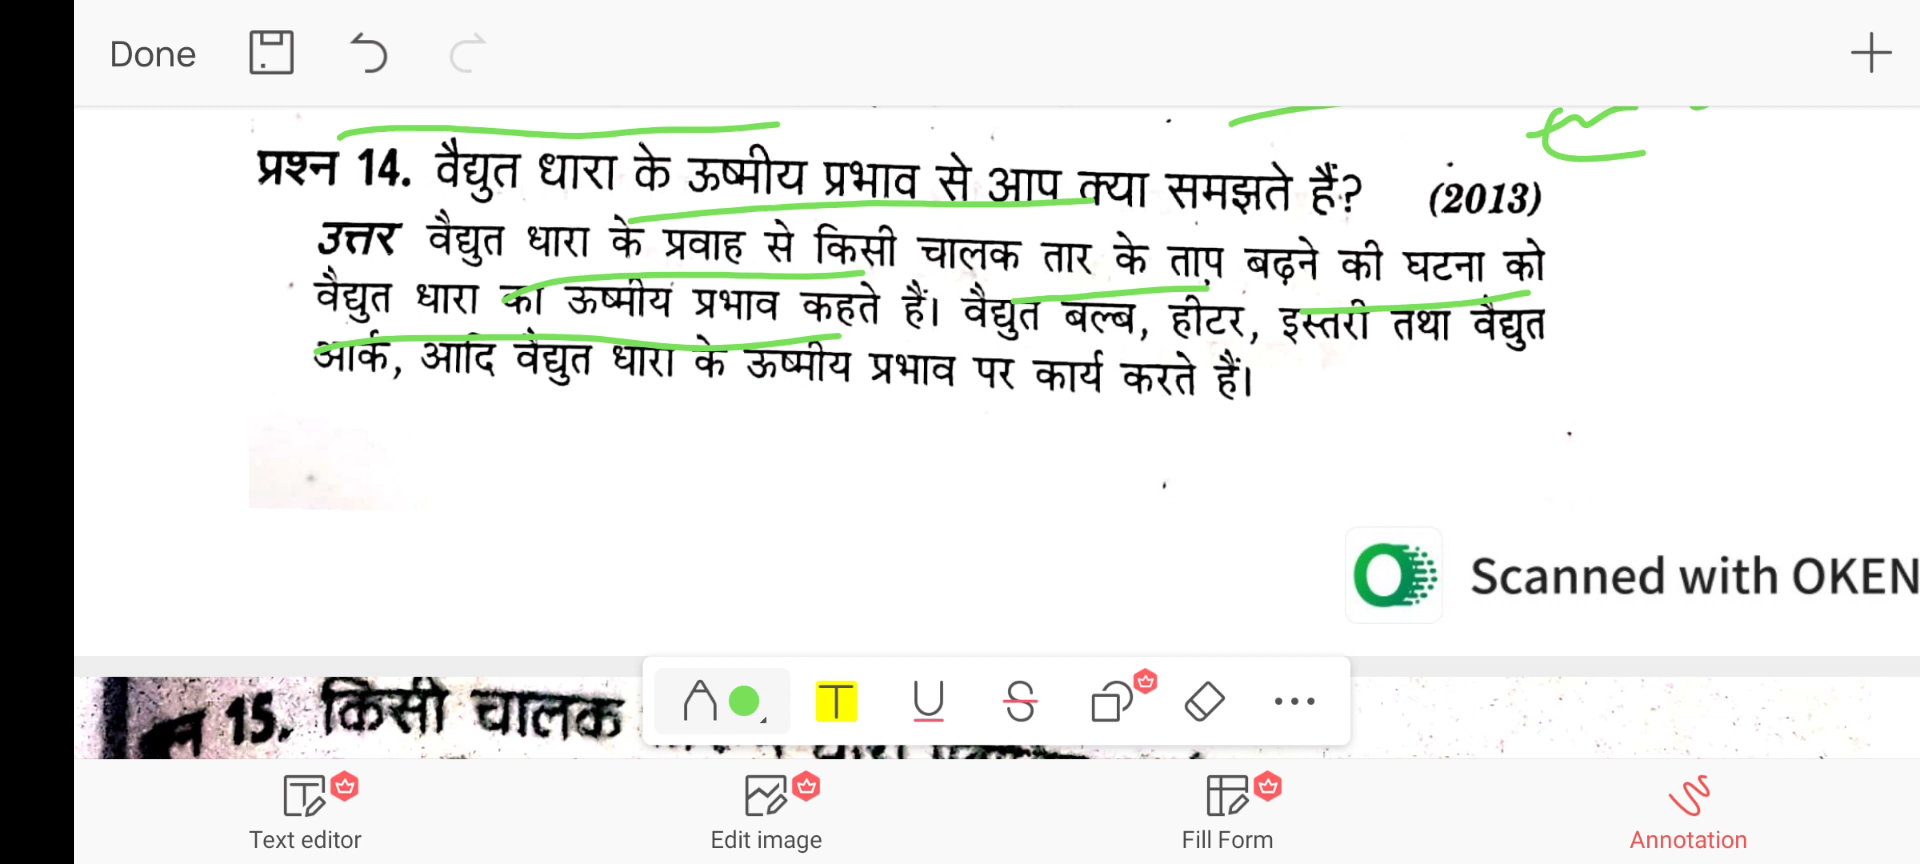 Done
प्रश्न 14. वैद्युत धारा के ऊष्मीय प्रभाव से आप क्या समझते हैं? (2013)
उत्तर वैद्युत धारा के प्रवाह से किसी चालक तार के ताप बढ़ने की घटना को
वैद्युत धारा का ऊष्मीय प्रभाव कहते हैं। वैद्युत बल्ब, हीटर, इस्तरी तथा वैद्युत
आर्क, आदि वैद्युत धारा के ऊष्मीय प्रभाव पर कार्य करते हैं।
Scanned with OKEN
15. किसी चालक
Text editor
Edit image
Fill Form
Annotation